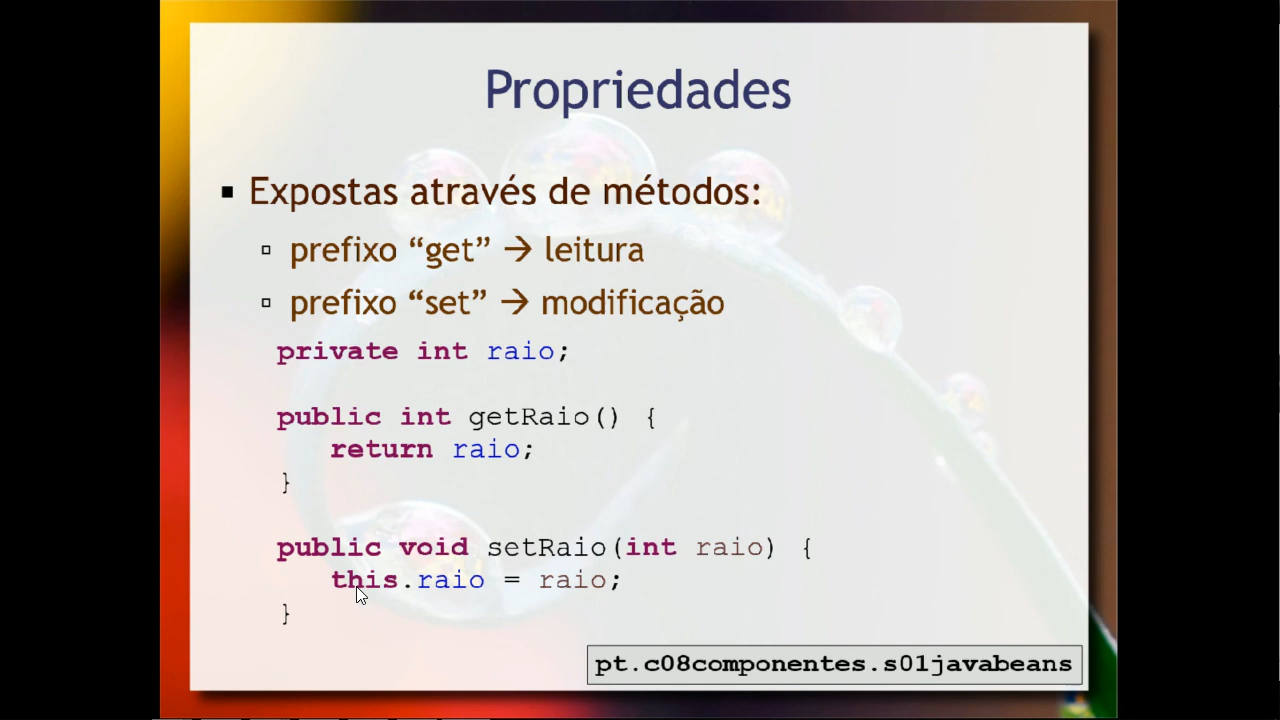 Propriedades
▪ Expostas através de métodos:
▫ prefixo “get” → leitura
▫ prefixo “set” → modificação
private int raio;
public int getRaio() {
return raio;
}
public void setRaio(int raio) {
this.raio = raio;
}
pt.c08componentes.s01javabeans